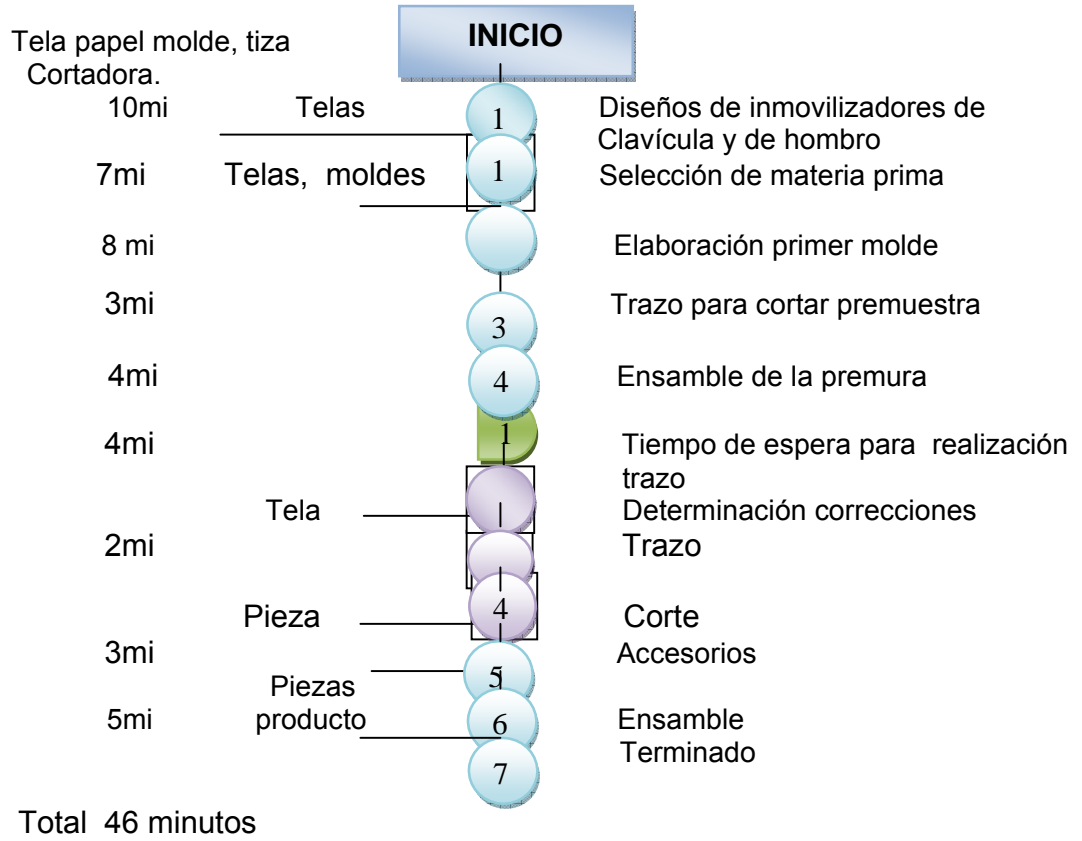 INICIO
Tela papel molde, tiza
Cortadora.
10mi Telas 1 Diseños de inmovilizadores de
Clavícula y de hombro
7mi Telas, moldes 1 Selección de materia prima
8 mi Elaboración primer molde
3mi 3 Trazo para cortar premuestra
4mi 4 Ensamble de la premura
4mi 1 Tiempo de espera para realización
trazo
Tela Determinación correcciones
2mi Trazo
Pieza 4 Corte
3mi 5 Accesorios
Piezas
5mi producto 6 Ensamble
Terminado
7
Total 46 minutos